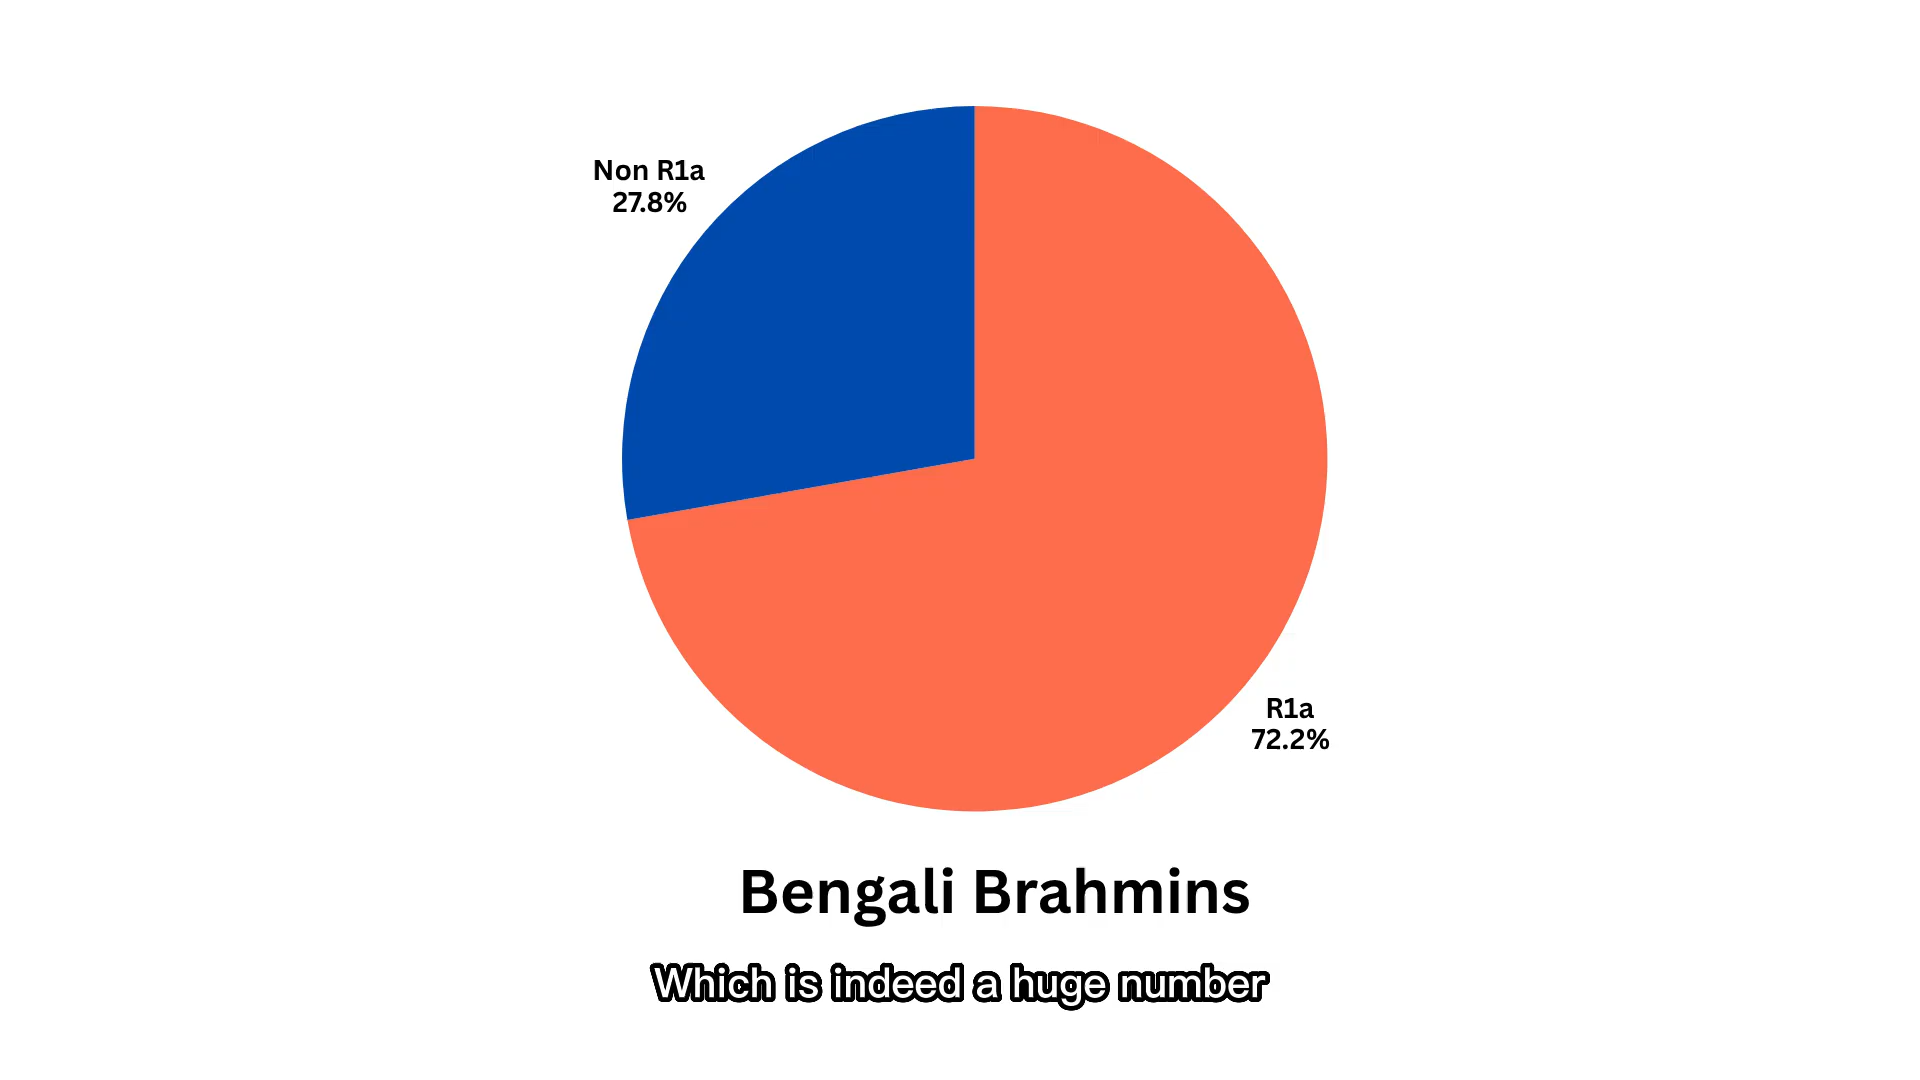 Non R1a
27.8%
R1a
72.2%
Bengali Brahmins
Which is indeed a huge number